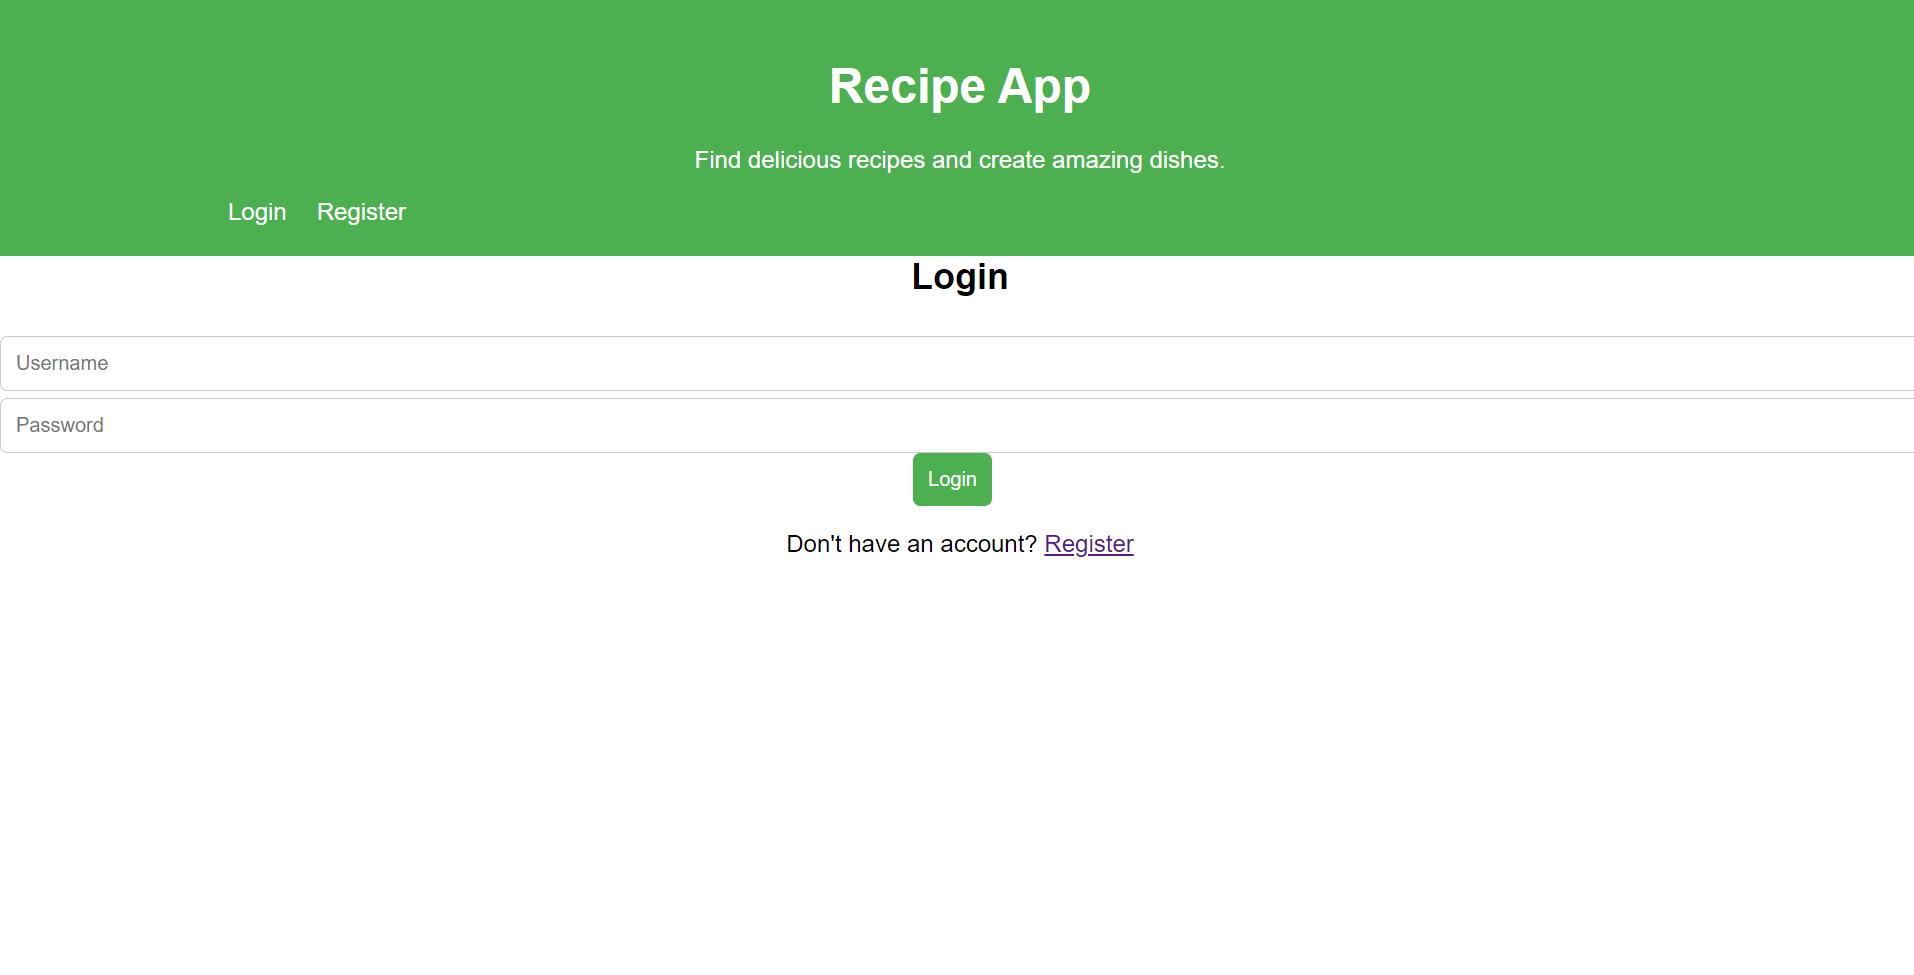 Recipe App
Find delicious recipes and create amazing dishes.
Login Register
Login
Username
Password
Login
Don't have an account? Register